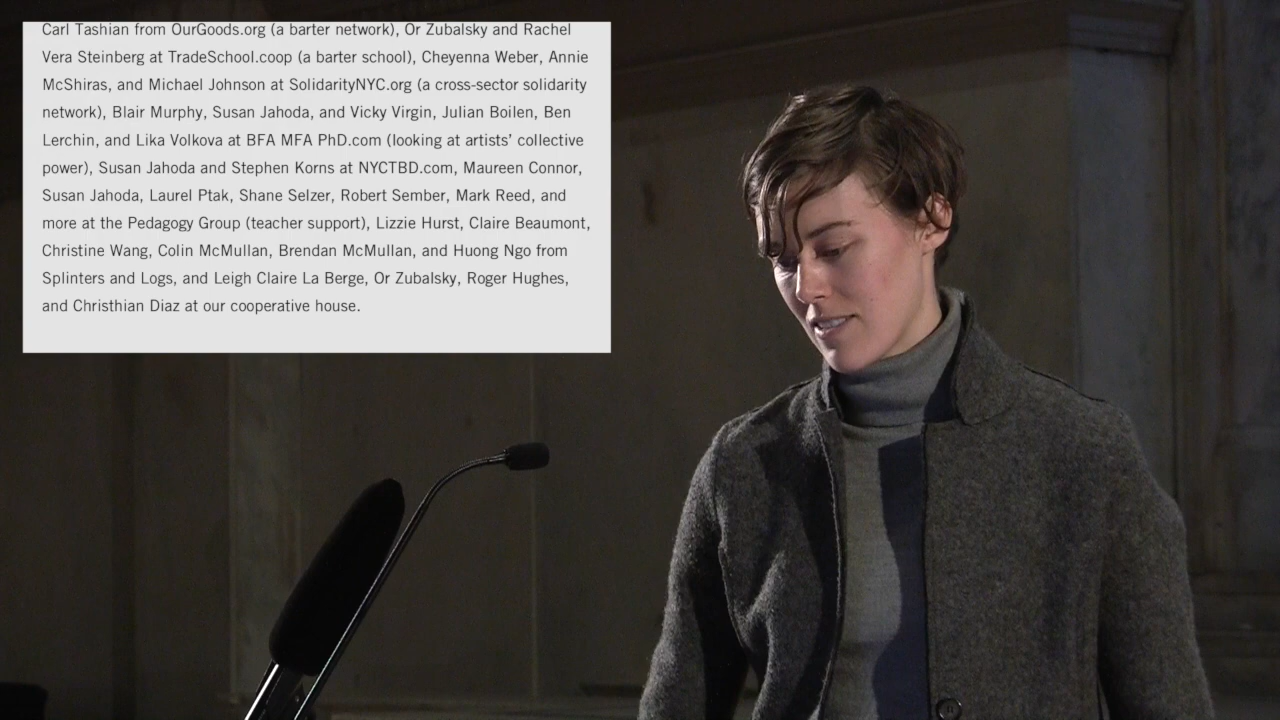 Carl Tashian from OurGoods.org (a barter network), Or Zubalsky and Rachel
Vera Steinberg at TradeSchool.coop (a barter school), Cheyenna Weber, Annie
McShiras, and Michael Johnson at SolidarityNYC.org (a cross-sector solidarity
network), Blair Murphy, Susan Jahoda, and Vicky Virgin, Julian Boilen, Ben
Lerchin, and Lika Volkova at BFA MFA PhD.com (looking at artists’ collective
power), Susan Jahoda and Stephen Korns at NYCTBD.com, Maureen Connor,
Susan Jahoda, Laurel Ptak, Shane Selzer, Robert Sember, Mark Reed, and
more at the Pedagogy Group (teacher support), Lizzie Hurst, Claire Beaumont,
Christine Wang, Colin McMullan, Brendan McMullan, and Huong Ngo from
Splinters and Logs, and Leigh Claire La Berge, Or Zubalsky, Roger Hughes,
and Christhian Diaz at our cooperative house.